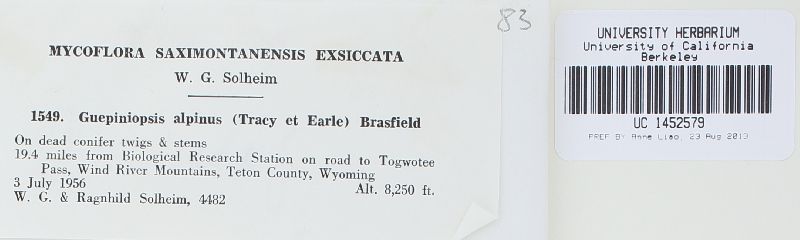 83
MYCOFLORA SAXIMONTANENSIS EXSICCATA
W. G. Solheim
1549. Guepiniopsis alpinus (Tracy et Earle) Brasfield
On dead conifer twigs & stems
19.4 miles from Biological Research Station on road to Togwotee
Pass, Wind River Mountains, Teton County, Wyoming
3 July 1956 Alt. 8,250 ft.
W. G. & Ragnhild Solheim, 4482
UNIVERSITY HERBARIUM
University of California
Berkeley
UC 1452579
PREP BY Anne Liao, 23 Aug 2013